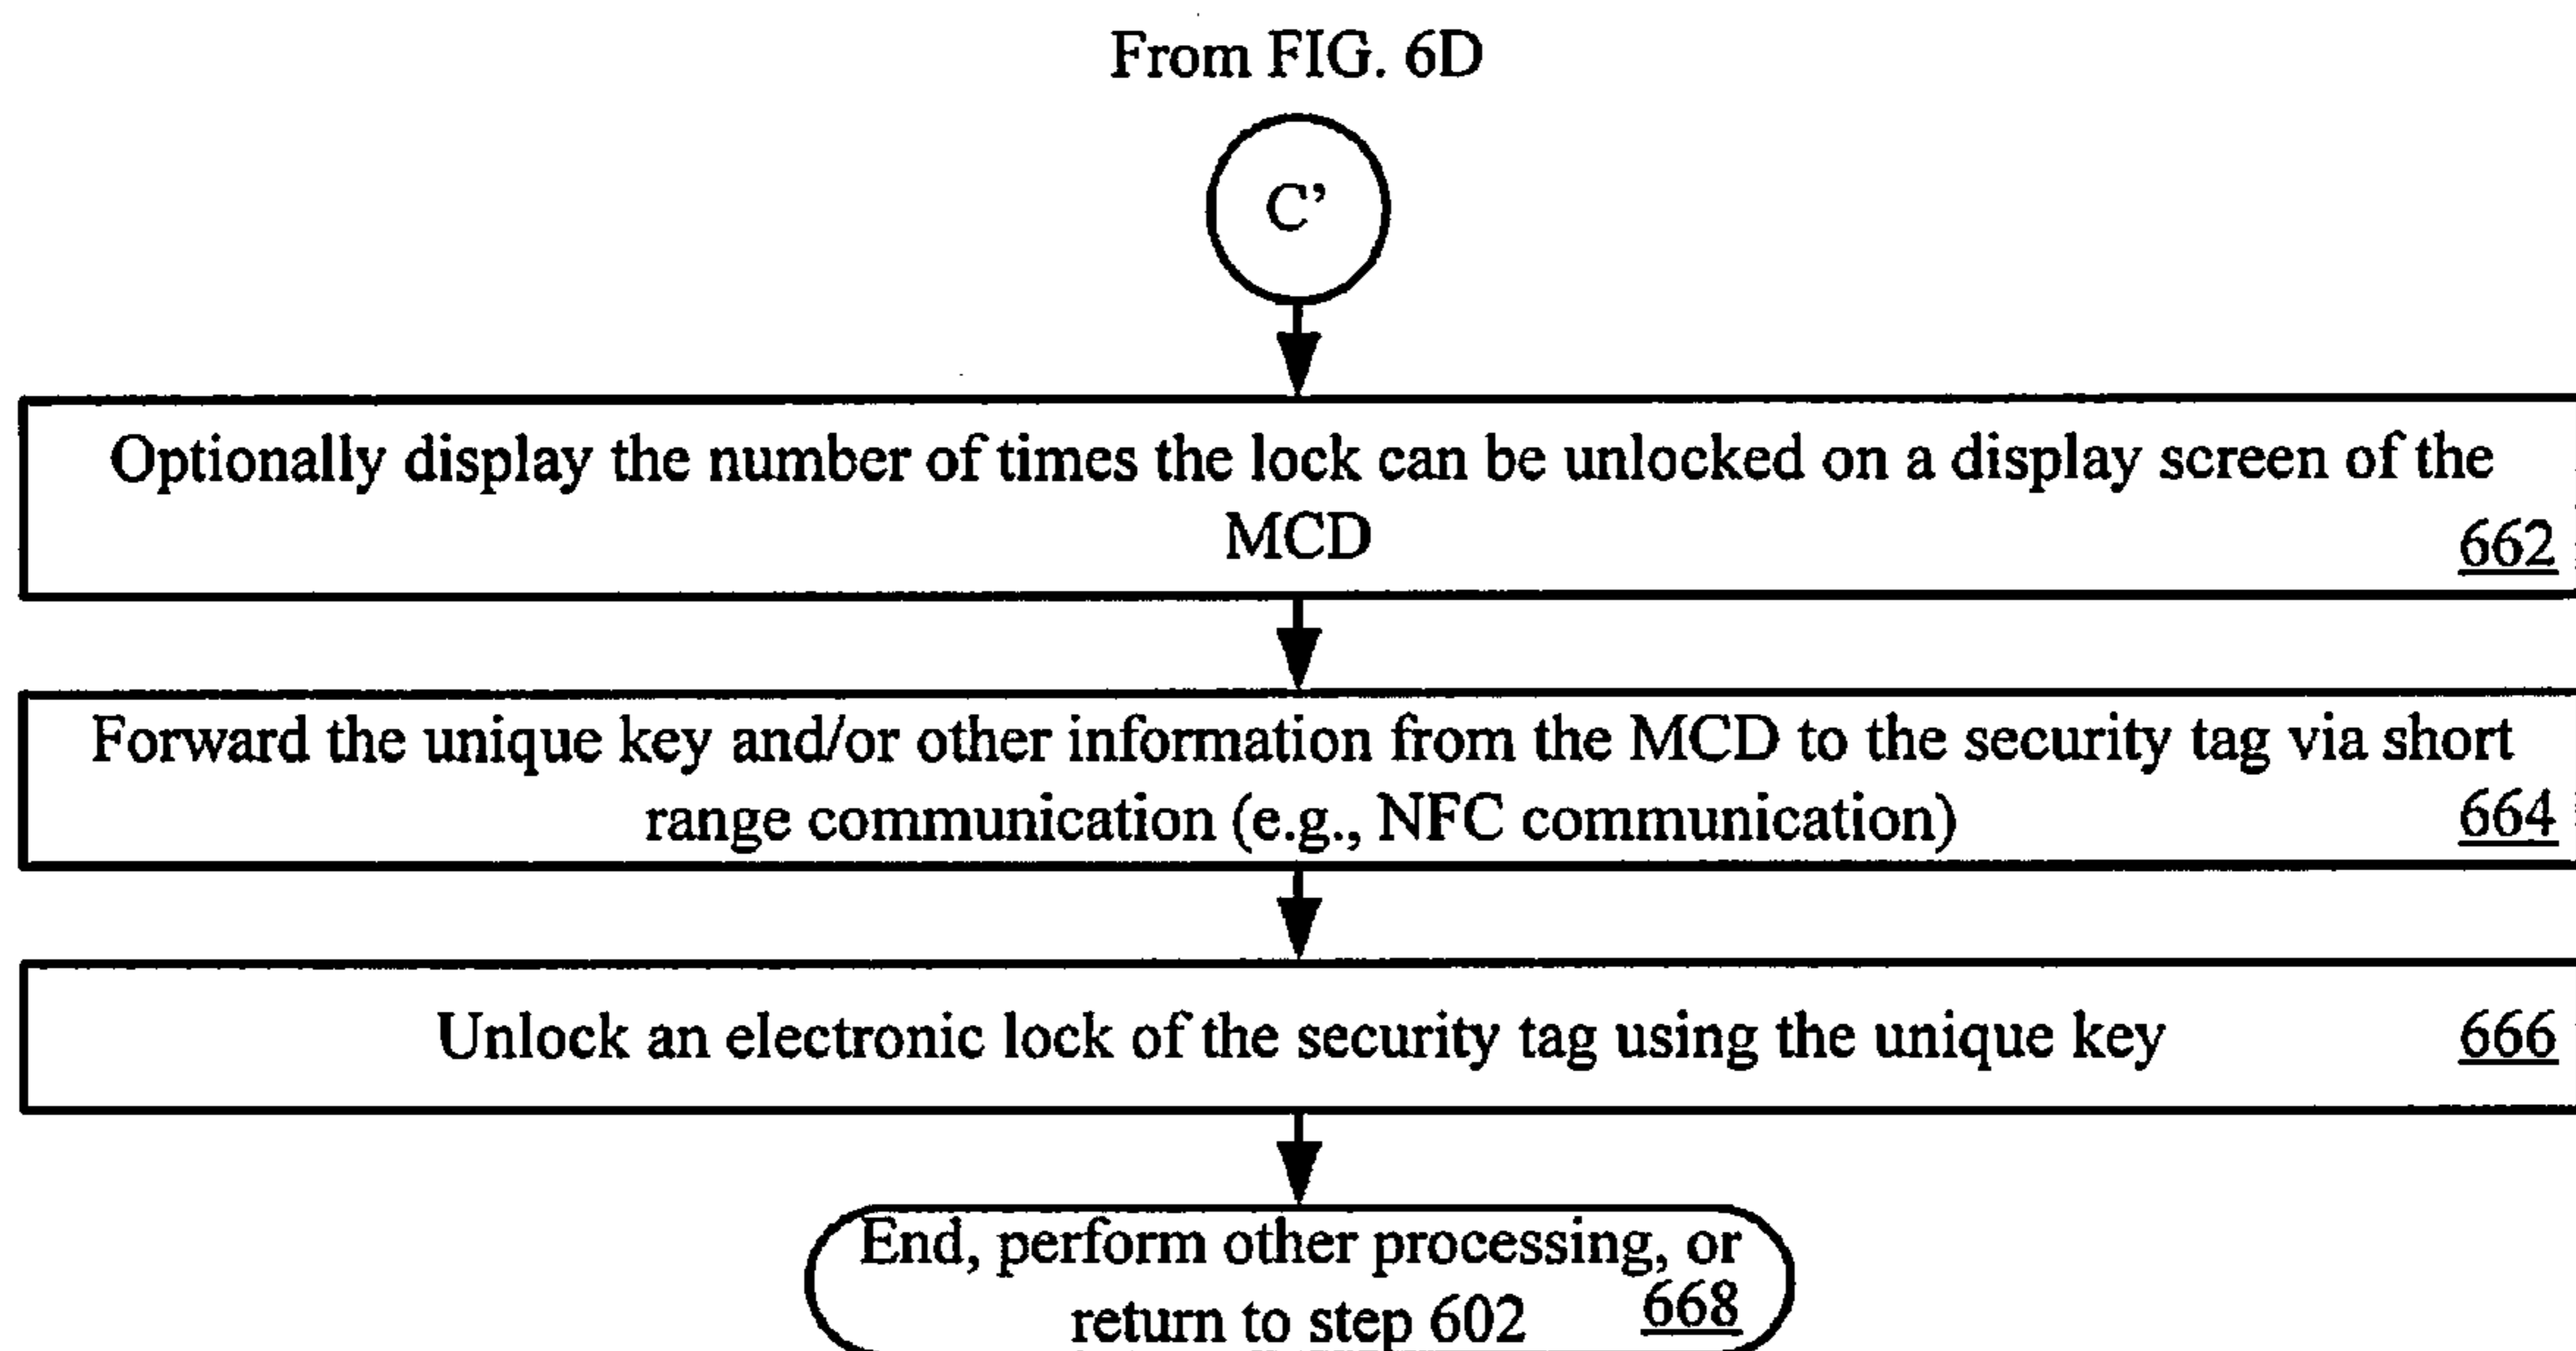 From FIG. 6D
C’
Optionally display the number of times the lock can be unlocked on a display screen of the
MCD
662
Forward the unique key and/or other information from the MCD to the security tag via short
range communication (e.g., NFC communication)
664
Unlock an electronic lock of the security tag using the unique key
666
End, perform other processing, or
return to step 602
668